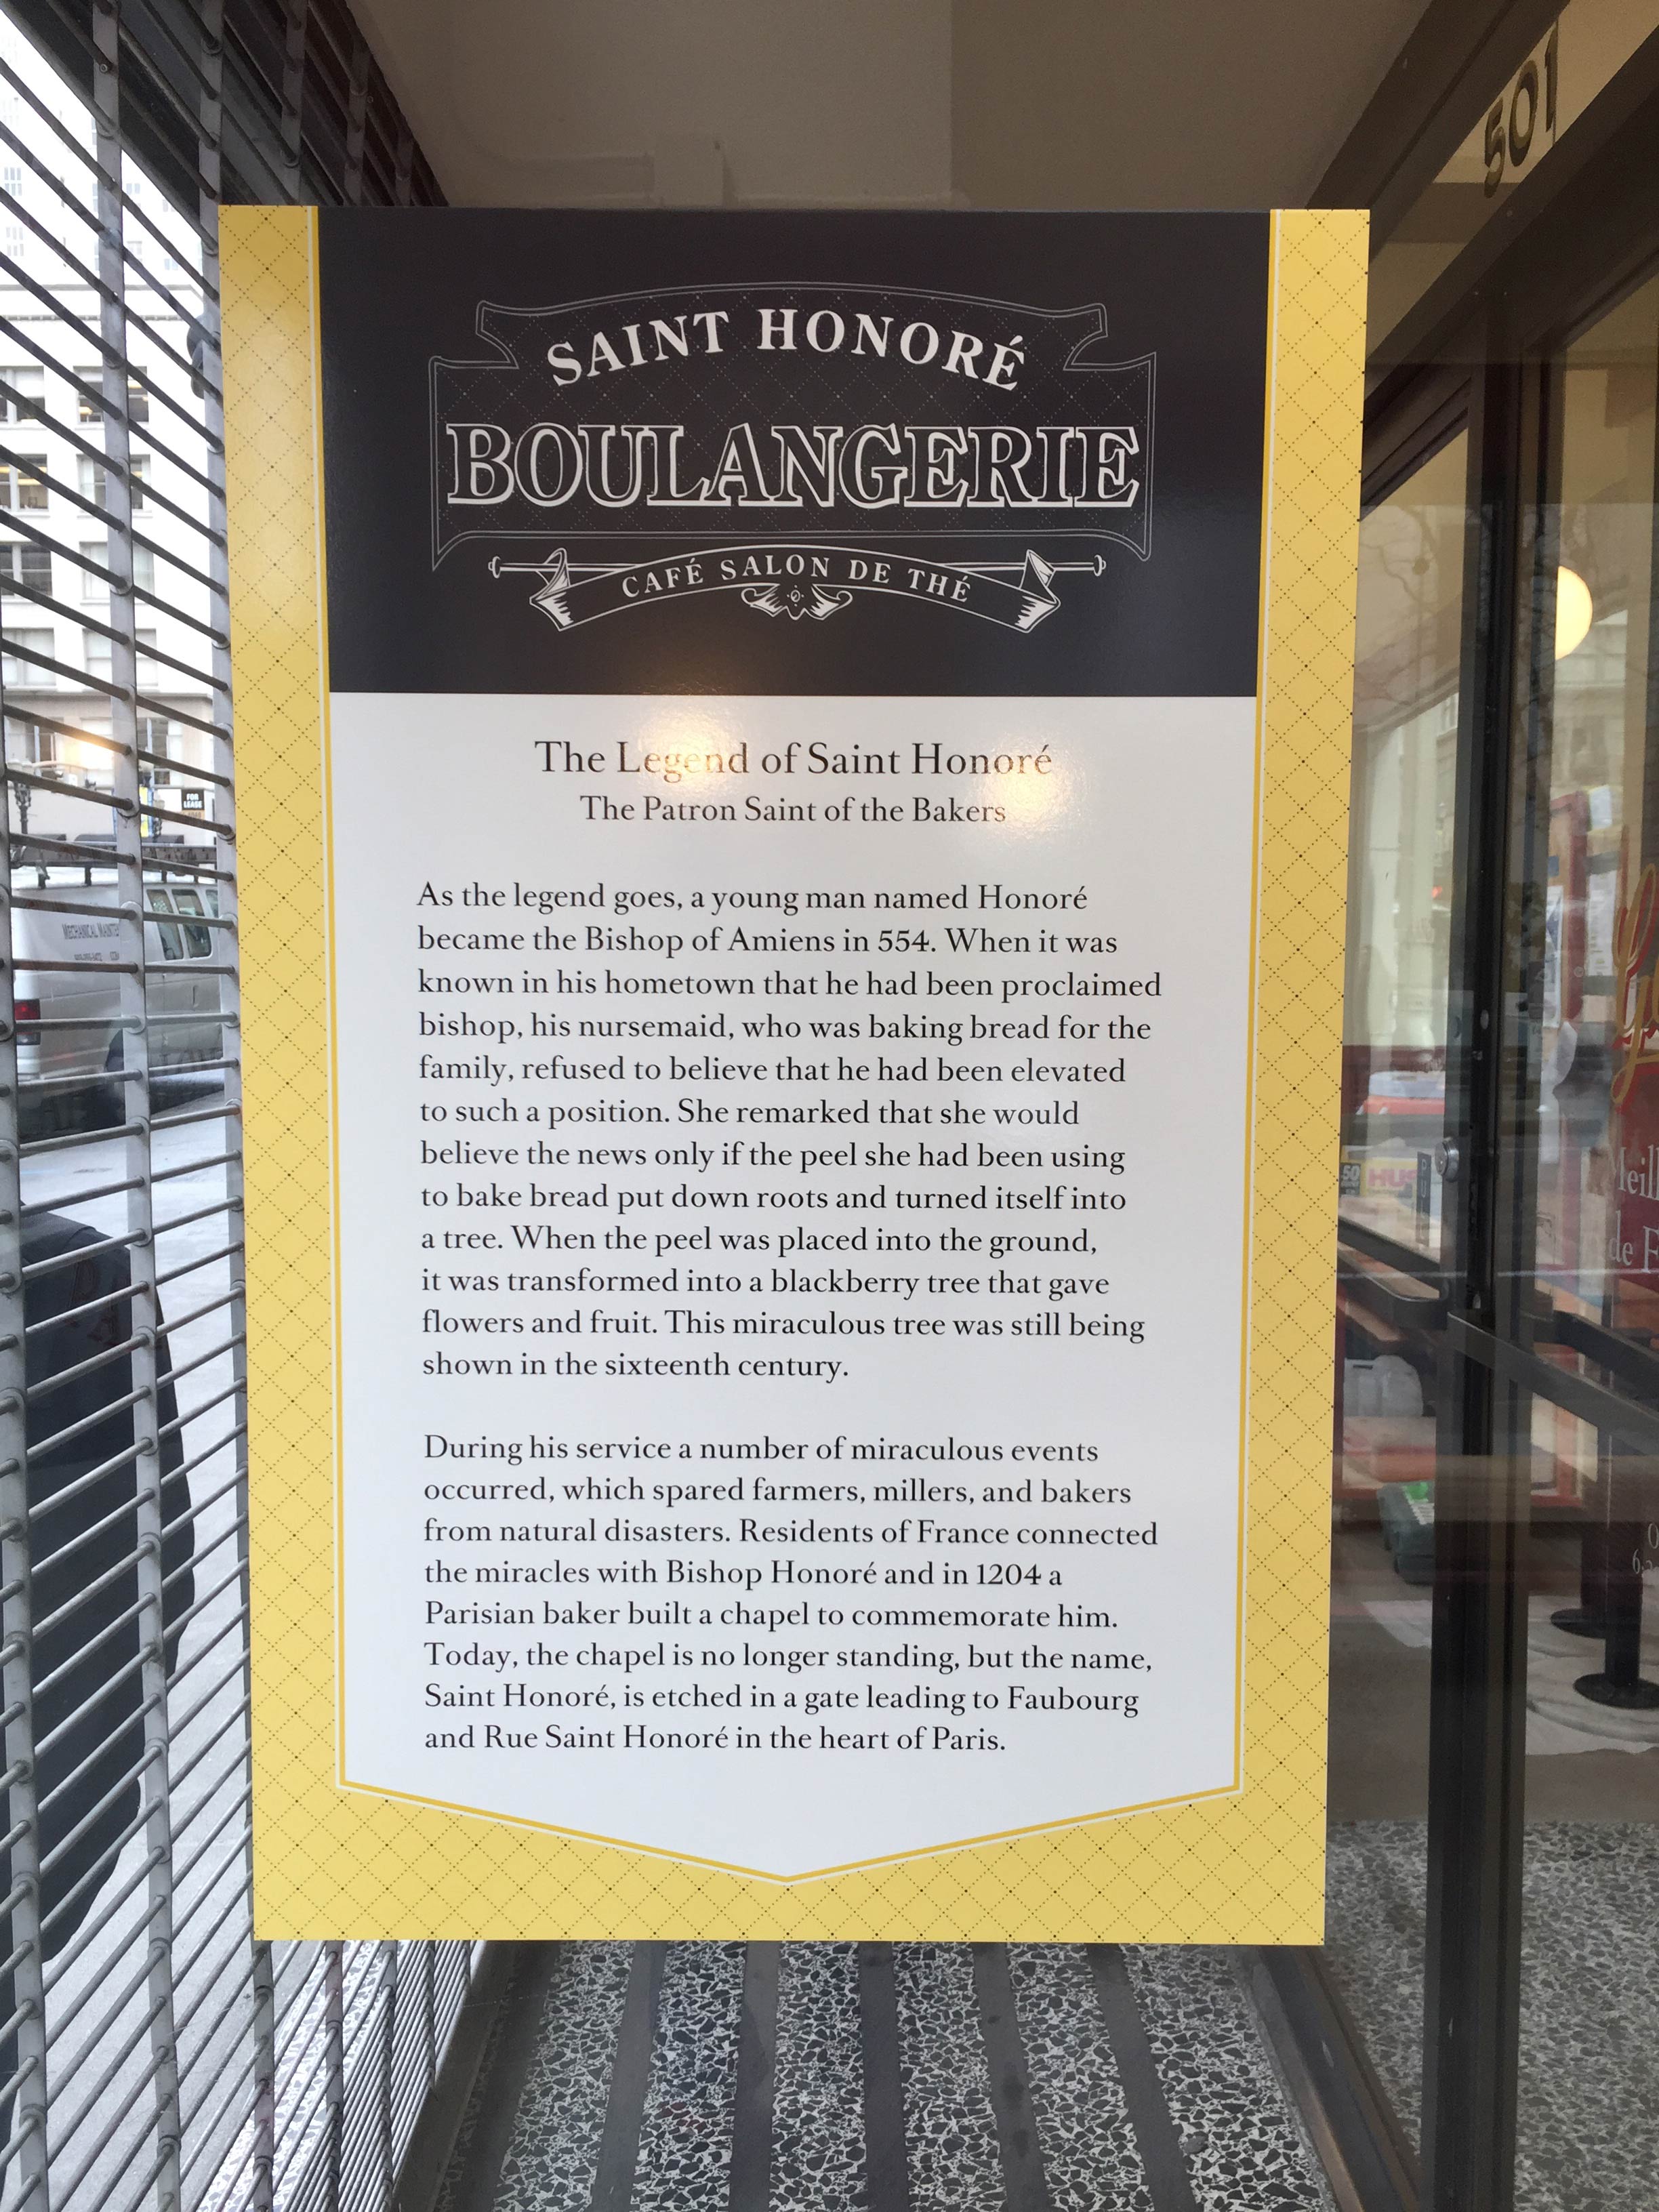 501
SAINT HONORÉ
BOULANGERIE
CAFÉ SALON DE THÉ
The Legend of Saint Honoré
The Patron Saint of the Bakers
As the legend goes, a young man named Honoré
became the Bishop of Amiens in 554. When it was
known in his hometown that he had been proclaimed
bishop, his nursemaid, who was baking bread for the
family, refused to believe that he had been elevated
to such a position. She remarked that she would
believe the news only if the peel she had been using
to bake bread put down roots and turned itself into
a tree. When the peel was placed into the ground,
it was transformed into a blackberry tree that gave
flowers and fruit. This miraculous tree was still being
shown in the sixteenth century.
During his service a number of miraculous events
occurred, which spared farmers, millers, and bakers
from natural disasters. Residents of France connected
the miracles with Bishop Honoré and in 1204 a
Parisian baker built a chapel to commemorate him.
Today, the chapel is no longer standing, but the name,
Saint Honoré, is etched in a gate leading to Faubourg
and Rue Saint Honoré in the heart of Paris.
FOR
LEASE
MECHANICAL
50
de